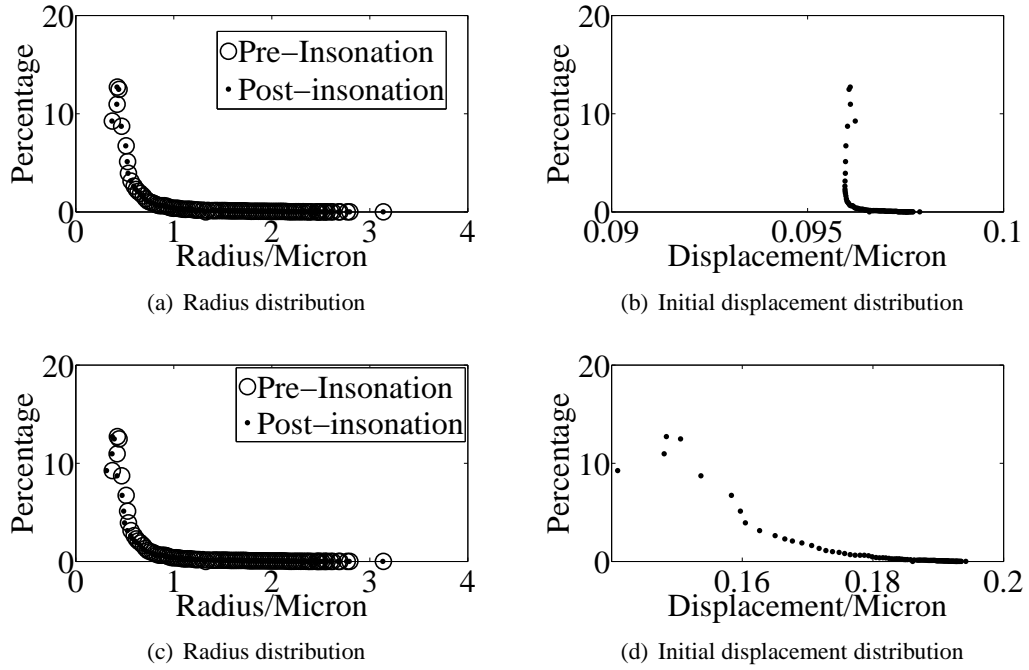 20
10
0
Percentage
Pre−Insonation
Post−insonation
0 1 2 3 4
Radius/Micron
(a) Radius distribution
20
10
0
Percentage
0.09 0.095 0.1
Displacement/Micron
(b) Initial displacement distribution
20
10
0
Percentage
Pre−Insonation
Post−insonation
0 1 2 3 4
Radius/Micron
(c) Radius distribution
20
10
0
Percentage
0.16 0.18 0.2
Displacement/Micron
(d) Initial displacement distribution